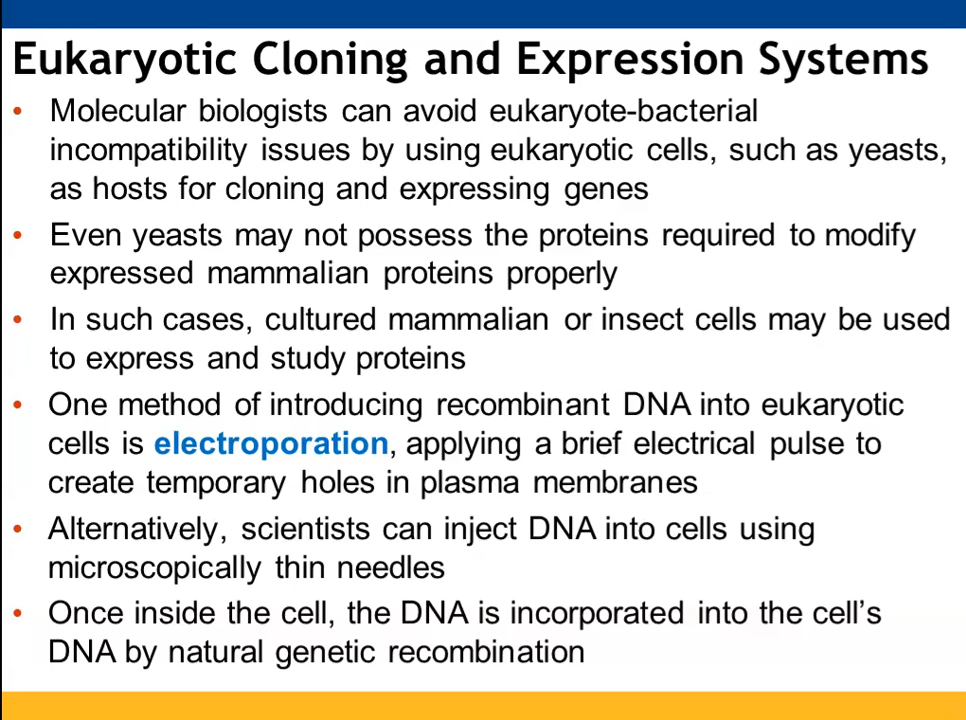 Eukaryotic Cloning and Expression Systems
• Molecular biologists can avoid eukaryote-bacterial
incompatibility issues by using eukaryotic cells, such as yeasts,
as hosts for cloning and expressing genes
• Even yeasts may not possess the proteins required to modify
expressed mammalian proteins properly
• In such cases, cultured mammalian or insect cells may be used
to express and study proteins
• One method of introducing recombinant DNA into eukaryotic
cells is electroporation, applying a brief electrical pulse to
create temporary holes in plasma membranes
• Alternatively, scientists can inject DNA into cells using
microscopically thin needles
• Once inside the cell, the DNA is incorporated into the cell’s
DNA by natural genetic recombination